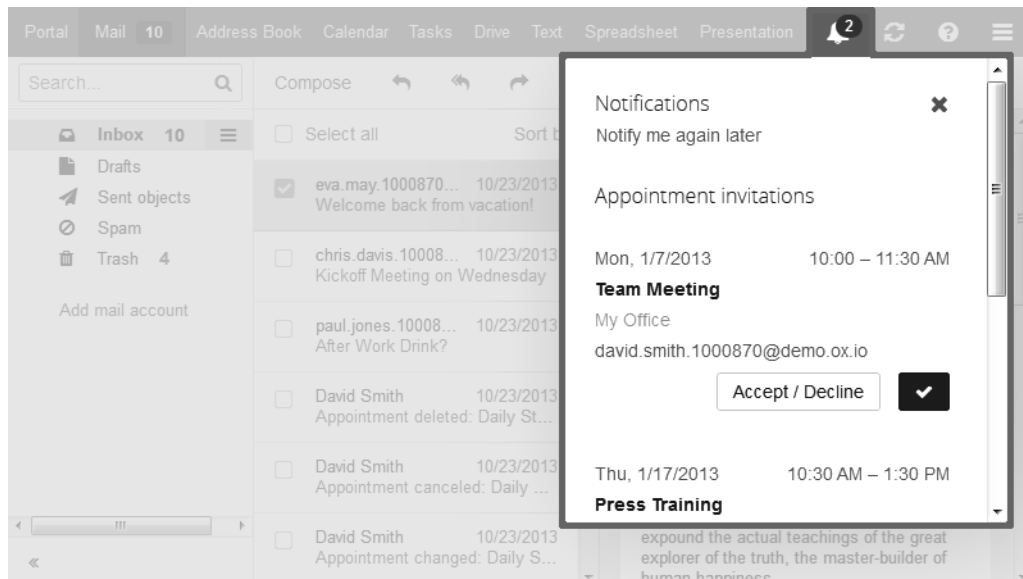 Portal Mail 10 Address Book Calendar Tasks Drive Text Spreadsheet Presentation 2
Search...
Inbox 10
Drafts
Sent objects
Spam
Trash 4
Add mail account
Compose
Select all Sort
eva.may.1000870... 10/23/2013
Welcome back from vacation!
chris.davis.10008... 10/23/2013
Kickoff Meeting on Wednesday
paul.jones.10008... 10/23/2013
After Work Drink?
David Smith 10/23/2013
Appointment deleted: Daily St...
David Smith 10/23/2013
Appointment canceled: Daily ...
David Smith 10/23/2013
Appointment changed: Daily S...
Notifications
Notify me again later
Appointment invitations
Mon, 1/7/2013 10:00 – 11:30 AM
Team Meeting
My Office
david.smith.1000870@demo.ox.io
Accept / Decline
Thu, 1/17/2013 10:30 AM – 1:30 PM
Press Training
expound the actual teachings of the great
explorer of the truth, the master-builder of
human happiness